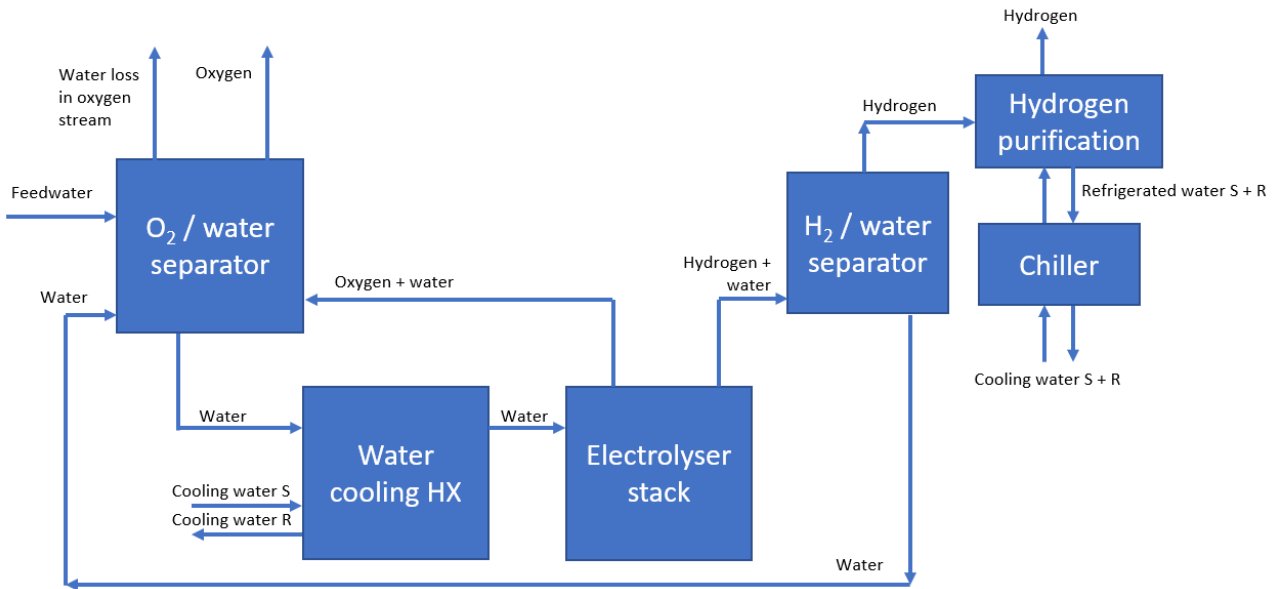 Hydrogen
Water loss
in oxygen
stream
Oxygen
Hydrogen
Hydrogen
purification
Feedwater
O₂ / water
separator
H₂ / water
separator
Refrigerated water S + R
Chiller
Hydrogen +
water
Water
Oxygen + water
Cooling water S + R
Water
Water
Water
cooling HX
Electrolyser
stack
Cooling water S
Cooling water R
Water